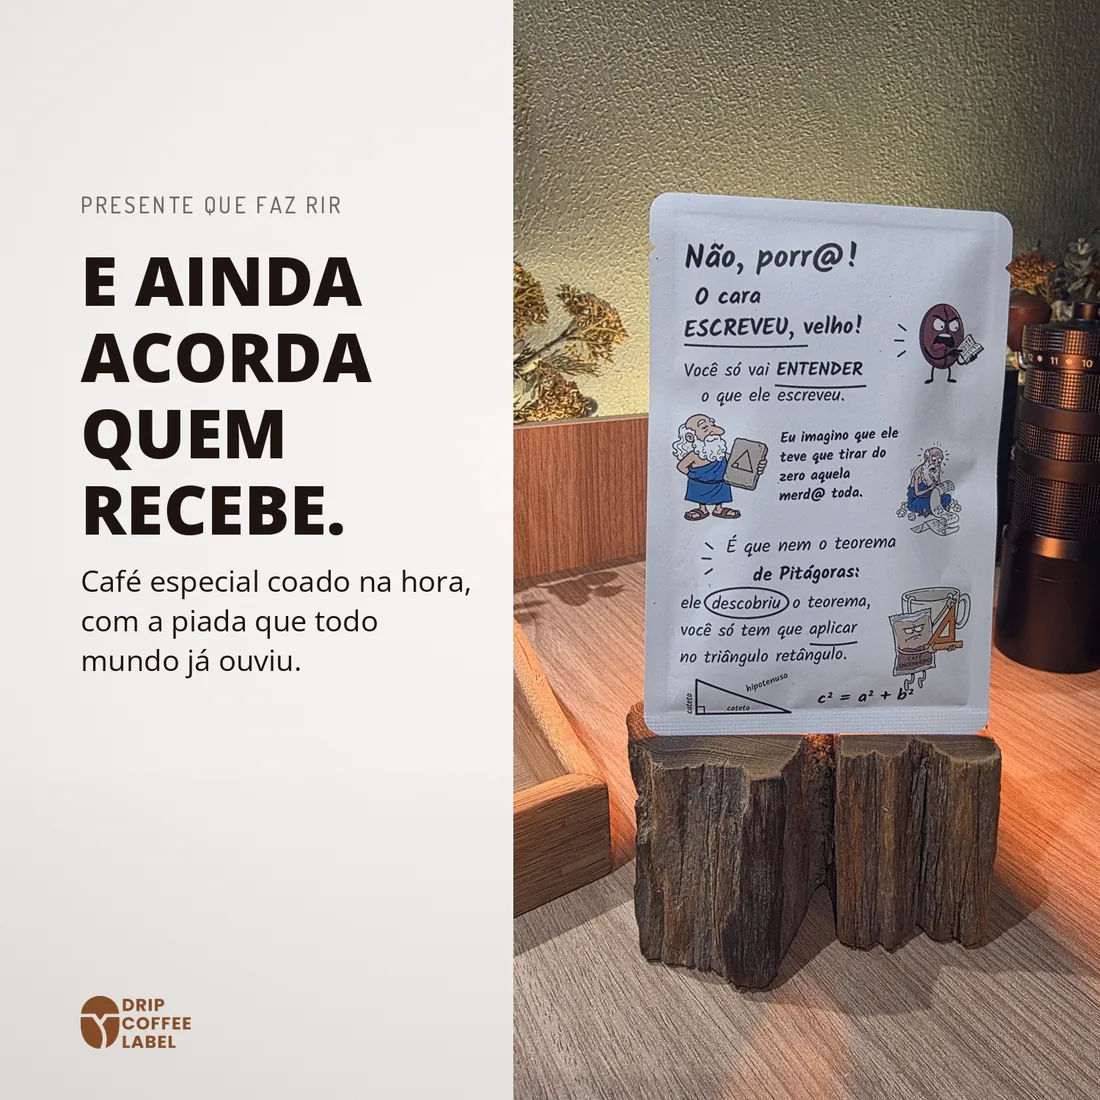 PRESENTE QUE FAZ RIR
E AINDA
ACORDA
QUEM
RECEBE.
Café especial coado na hora,
com a piada que todo
mundo já ouviu.
DRIP
COFFEE
LABEL
Não, porr@!
O cara
ESCREVEU, velho!
Você só vai ENTENDER
o que ele escreveu.
Eu imagino que ele
teve que tirar do
zero aquela
merd@ toda.
É que nem o teorema
de Pitágoras:
ele descobriu o teorema,
você só tem que aplicar
no triângulo retângulo.
cateto
hipotenusa
cateto
c² = a² + b²
12 11 10